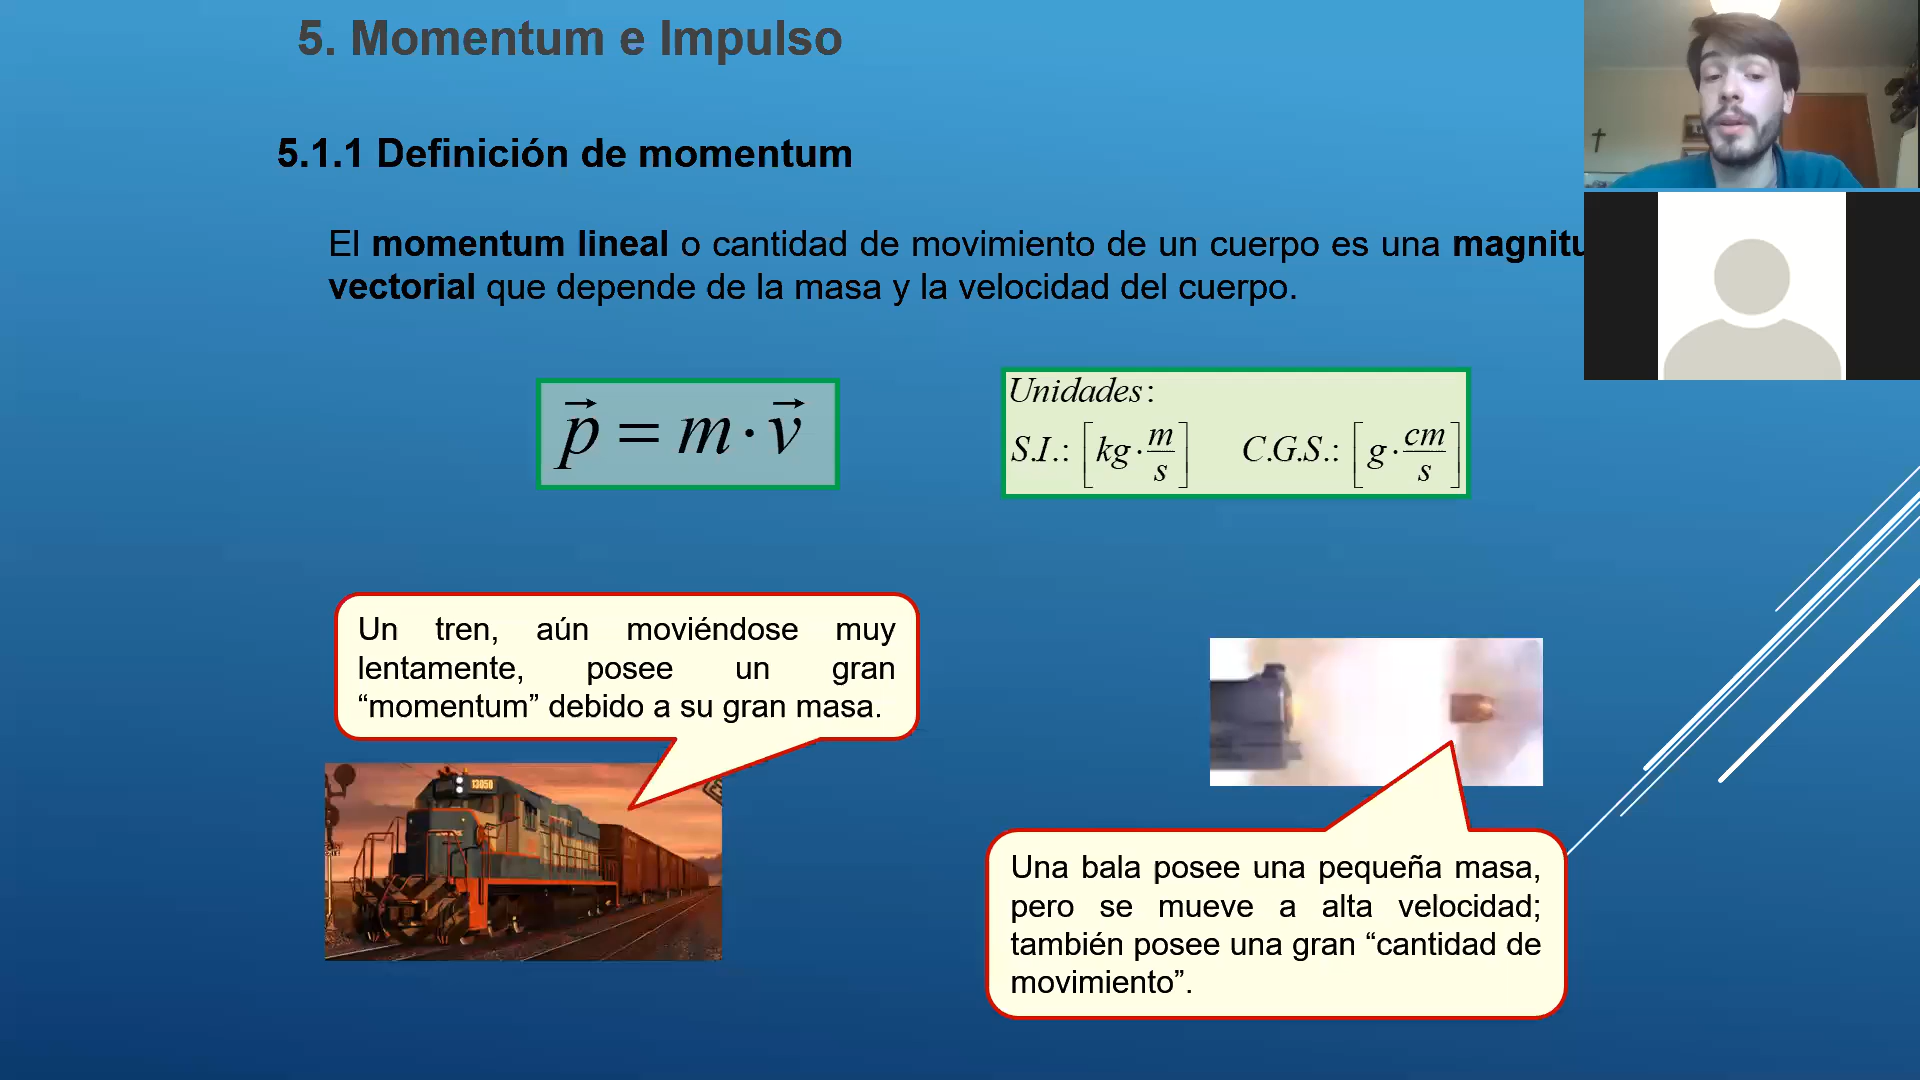 5. Momentum e Impulso
5.1.1 Definición de momentum
El momentum lineal o cantidad de movimiento de un cuerpo es una magnitu
vectorial que depende de la masa y la velocidad del cuerpo.
p⃗ = m · v⃗
Unidades:
S.I.: [kg · m/s] C.G.S.: [g · cm/s]
Un tren, aún moviéndose muy
lentamente, posee un gran
“momentum” debido a su gran masa.
13050
Una bala posee una pequeña masa,
pero se mueve a alta velocidad;
también posee una gran “cantidad de
movimiento”.